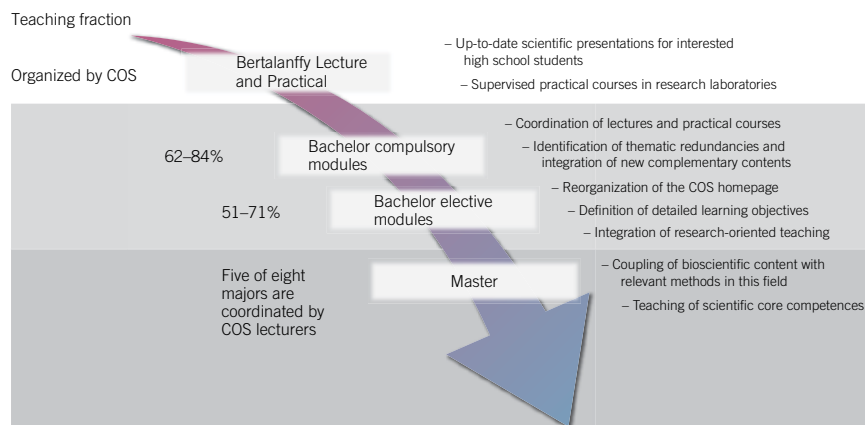 Teaching fraction
Organized by COS
Bertalanffy Lecture
and Practical
– Up-to-date scientific presentations for interested
high school students
– Supervised practical courses in research laboratories
62–84%
Bachelor compulsory
modules
– Coordination of lectures and practical courses
– Identification of thematic redundancies and
integration of new complementary contents
51–71%
Bachelor elective
modules
– Reorganization of the COS homepage
– Definition of detailed learning objectives
– Integration of research-oriented teaching
Five of eight
majors are
coordinated by
COS lecturers
Master
– Coupling of bioscientific content with
relevant methods in this field
– Teaching of scientific core competences